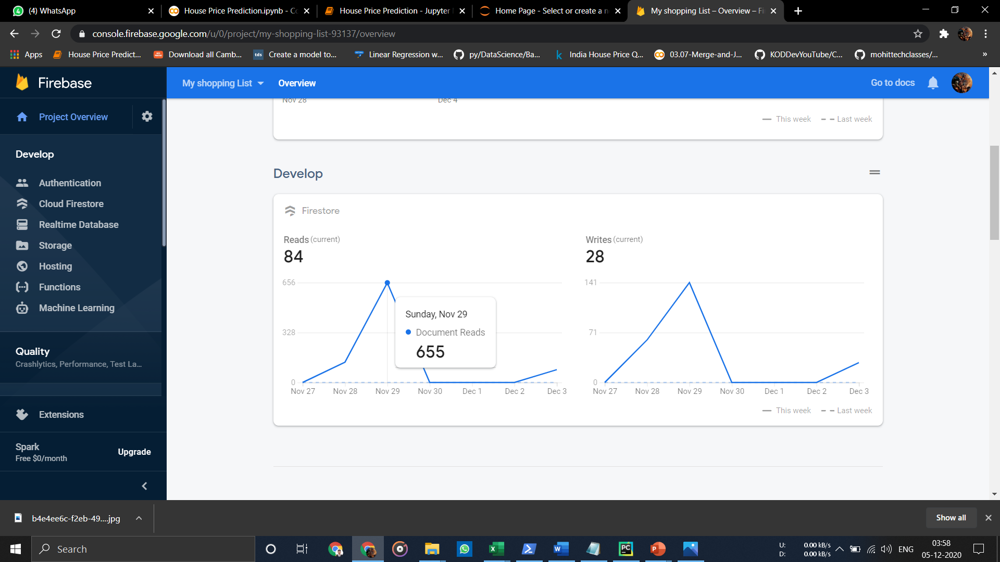 (4) WhatsApp
House Price Prediction.ipynb - Co
House Price Prediction - Jupyter
Home Page - Select or create a n
My shopping List – Overview – Fi
console.firebase.google.com/u/0/project/my-shopping-list-93137/overview
Apps
House Price Predict...
Download all Camb...
tds
Create a model to...
Linear Regression w...
py/DataScience/Ba...
k
India House Price Q...
03.07-Merge-and-J...
KODDevYouTube/C...
mohittechclasses/...
»
Firebase
My shopping List
Overview
Go to docs
Project Overview
Develop
Authentication
Cloud Firestore
Realtime Database
Storage
Hosting
Functions
Machine Learning
Quality
Crashlytics, Performance, Test La...
Extensions
Spark
Free $0/month
Upgrade
Nov 28
Dec 4
This week
Last week
Develop
Firestore
Reads (current)
84
656
328
0
Nov 27
Nov 28
Nov 29
Nov 30
Dec 1
Dec 2
Dec 3
Sunday, Nov 29
Document Reads
655
Writes (current)
28
141
71
0
Nov 27
Nov 28
Nov 29
Nov 30
Dec 1
Dec 2
Dec 3
This week
Last week
b4e4ee6c-f2eb-49....jpg
Show all
Search
U: 0.00 kB/s
D: 0.00 kB/s
ENG
03:58
05-12-2020